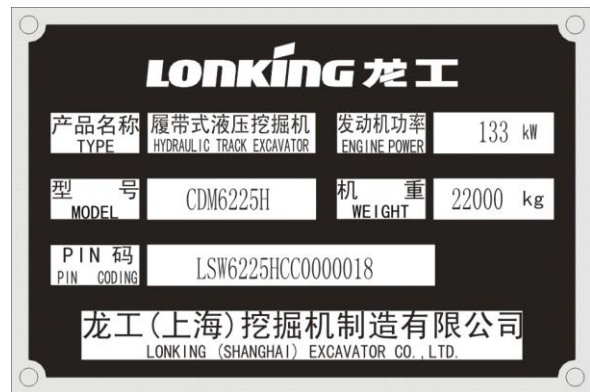 LONKING 龙工
产品名称 履带式液压挖掘机 发动机功率 133 kW
TYPE HYDRAULIC TRACK EXCAVATOR ENGINE POWER
型 号 CDM6225H 机 重 22000 kg
MODEL WEIGHT
PIN 码 LSW6225HCC0000018
PIN CODING
龙工(上海)挖掘机制造有限公司
LONKING (SHANGHAI) EXCAVATOR CO.,LTD.